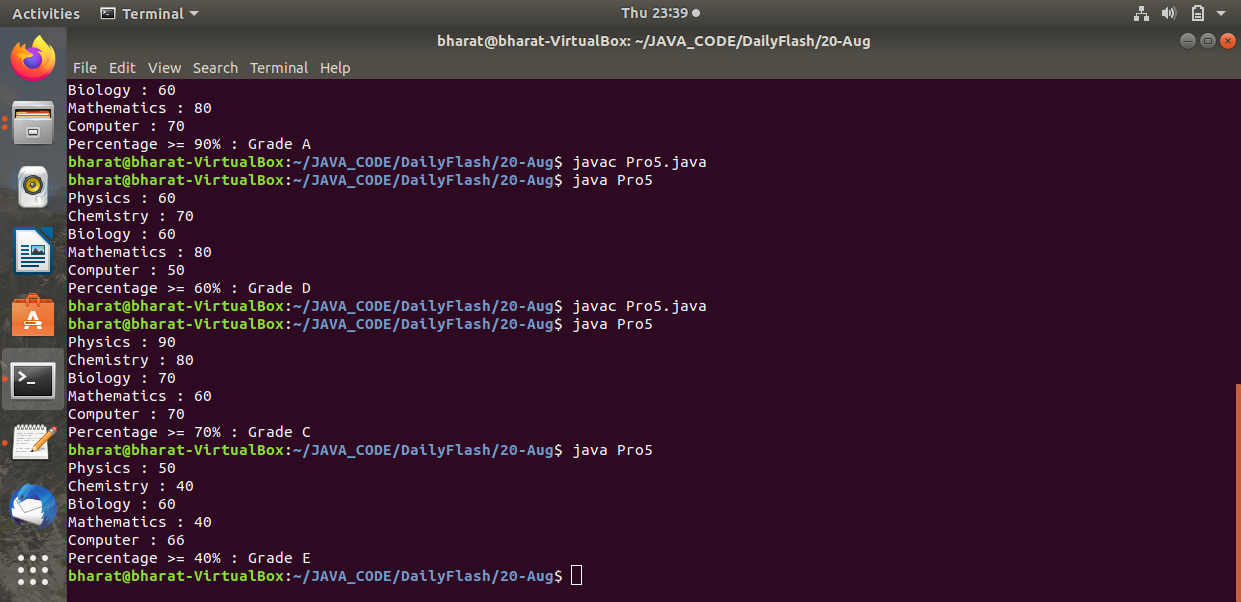 Activities Terminal Thu 23:39
bharat@bharat-VirtualBox: ~/JAVA_CODE/DailyFlash/20-Aug
File Edit View Search Terminal Help
Biology : 60
Mathematics : 80
Computer : 70
Percentage >= 90% : Grade A
bharat@bharat-VirtualBox:~/JAVA_CODE/DailyFlash/20-Aug$ javac Pro5.java
bharat@bharat-VirtualBox:~/JAVA_CODE/DailyFlash/20-Aug$ java Pro5
Physics : 60
Chemistry : 70
Biology : 60
Mathematics : 80
Computer : 50
Percentage >= 60% : Grade D
bharat@bharat-VirtualBox:~/JAVA_CODE/DailyFlash/20-Aug$ javac Pro5.java
bharat@bharat-VirtualBox:~/JAVA_CODE/DailyFlash/20-Aug$ java Pro5
Physics : 90
Chemistry : 80
Biology : 70
Mathematics : 60
Computer : 70
Percentage >= 70% : Grade C
bharat@bharat-VirtualBox:~/JAVA_CODE/DailyFlash/20-Aug$ java Pro5
Physics : 50
Chemistry : 40
Biology : 60
Mathematics : 40
Computer : 66
Percentage >= 40% : Grade E
bharat@bharat-VirtualBox:~/JAVA_CODE/DailyFlash/20-Aug$